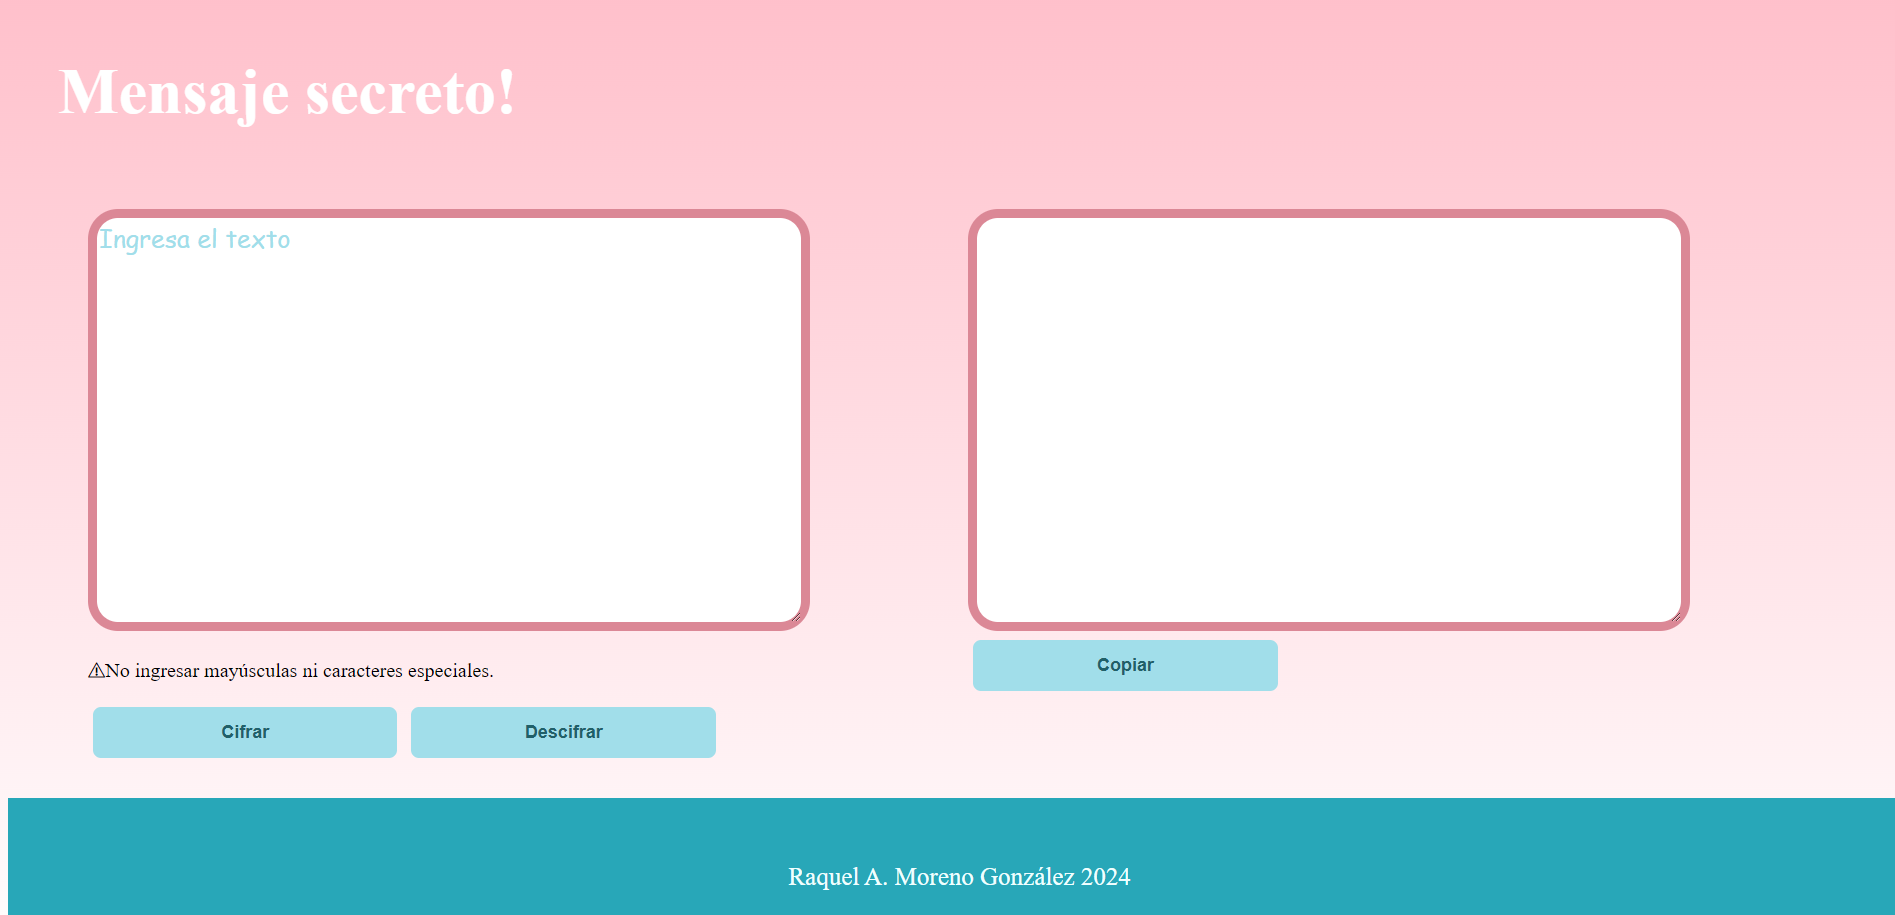 Mensaje secreto!
Ingresa el texto
⚠No ingresar mayúsculas ni caracteres especiales.
Cifrar
Descifrar
Copiar
Raquel A. Moreno González 2024